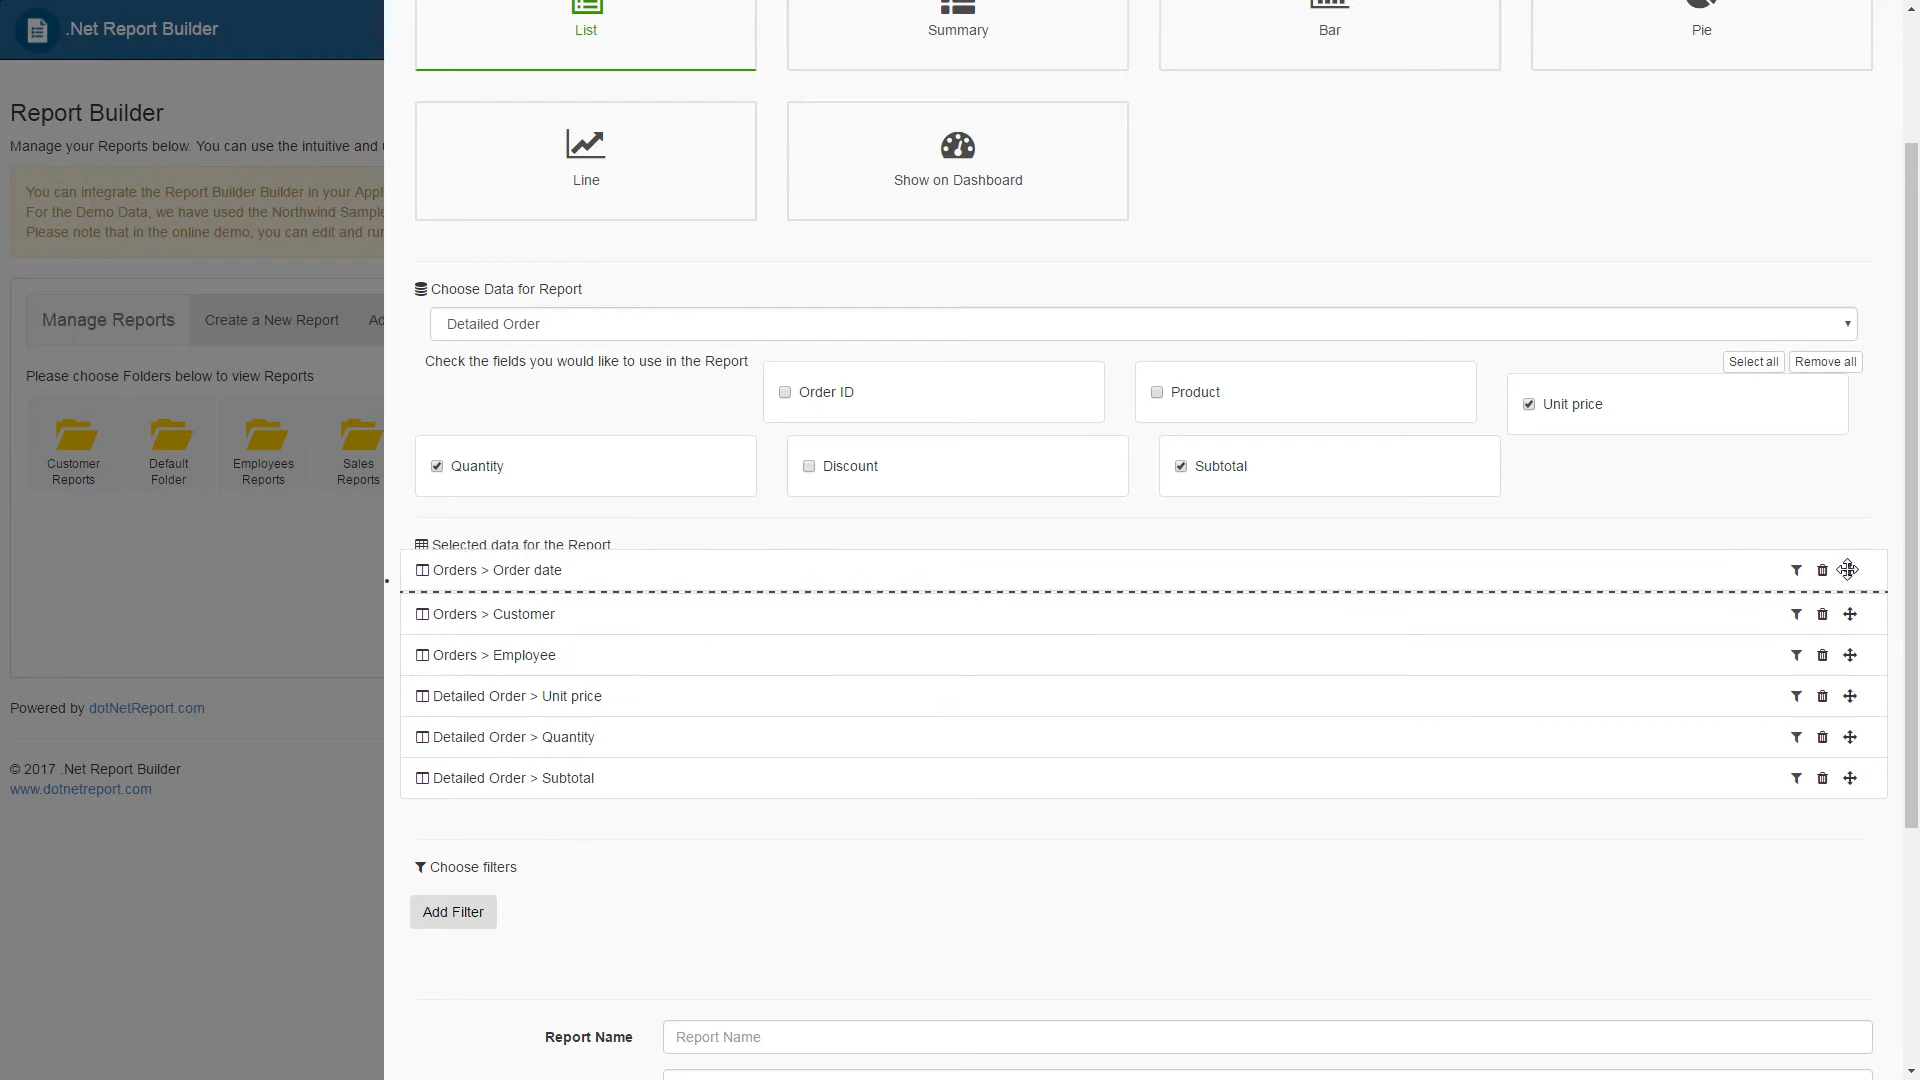 .Net Report Builder
List
Summary
Bar
Pie
Report Builder
Manage your Reports below. You can use the intuitive and
You can integrate the Report Builder Builder in your Appl
For the Demo Data, we have used the Northwind Sample
Please note that in the online demo, you can edit and run
Line
Show on Dashboard
Choose Data for Report
Detailed Order
Manage Reports
Create a New Report
Ad
Check the fields you would like to use in the Report
Select all
Remove all
Order ID
Product
Unit price
Please choose Folders below to view Reports
Customer Reports
Default Folder
Employees Reports
Sales Reports
Quantity
Discount
Subtotal
Selected data for the Report
Orders > Order date
Orders > Customer
Orders > Employee
Detailed Order > Unit price
Detailed Order > Quantity
Detailed Order > Subtotal
Powered by dotNetReport.com
© 2017 .Net Report Builder
www.dotnetreport.com
Choose filters
Add Filter
Report Name
Report Name